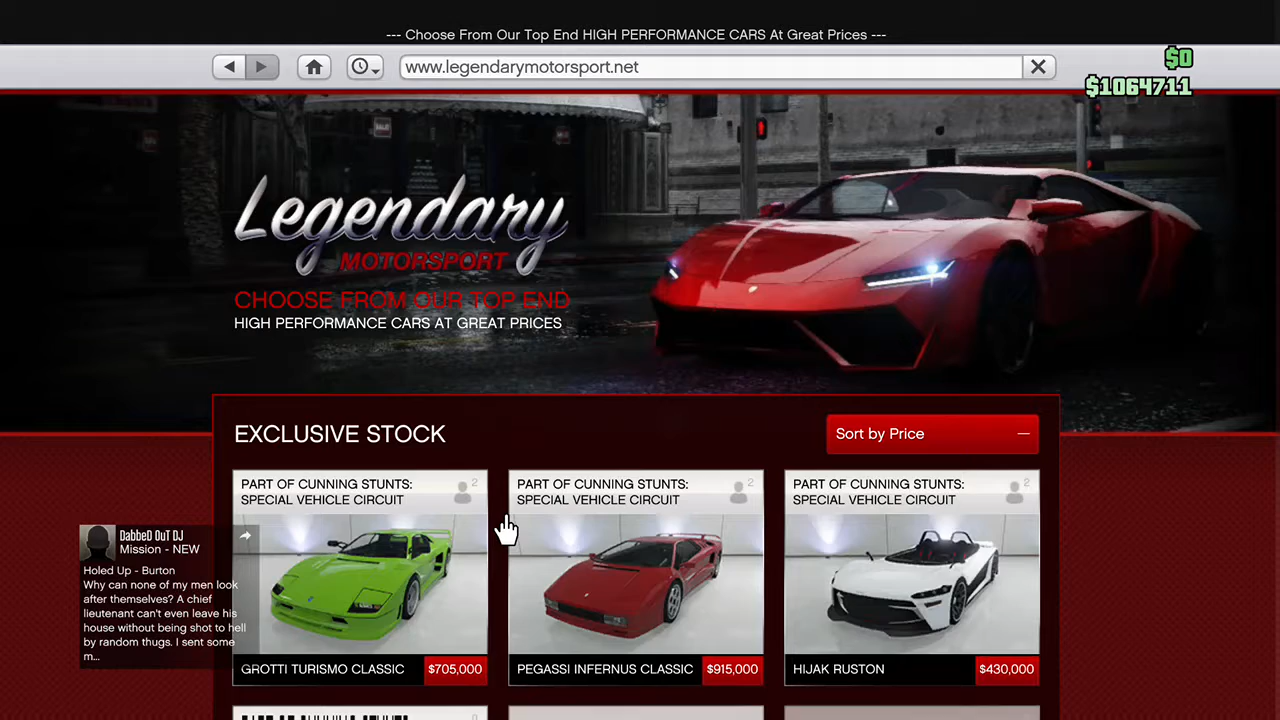 --- Choose From Our Top End HIGH PERFORMANCE CARS At Great Prices ---
www.legendarymotorsport.net
$0
$1064711
Legendary
MOTORSPORT
CHOOSE FROM OUR TOP END
HIGH PERFORMANCE CARS AT GREAT PRICES
EXCLUSIVE STOCK
Sort by Price
PART OF CUNNING STUNTS:
SPECIAL VEHICLE CIRCUIT
2
GROTTI TURISMO CLASSIC
$705,000
PART OF CUNNING STUNTS:
SPECIAL VEHICLE CIRCUIT
2
PEGASSI INFERNUS CLASSIC
$915,000
PART OF CUNNING STUNTS:
SPECIAL VEHICLE CIRCUIT
2
HIJAK RUSTON
$430,000
DabbeD OuT DJ
Mission - NEW
Holed Up - Burton
Why can none of my men look
after themselves? A chief
lieutenant can't even leave his
house without being shot to hell
by random thugs. I sent some
m...